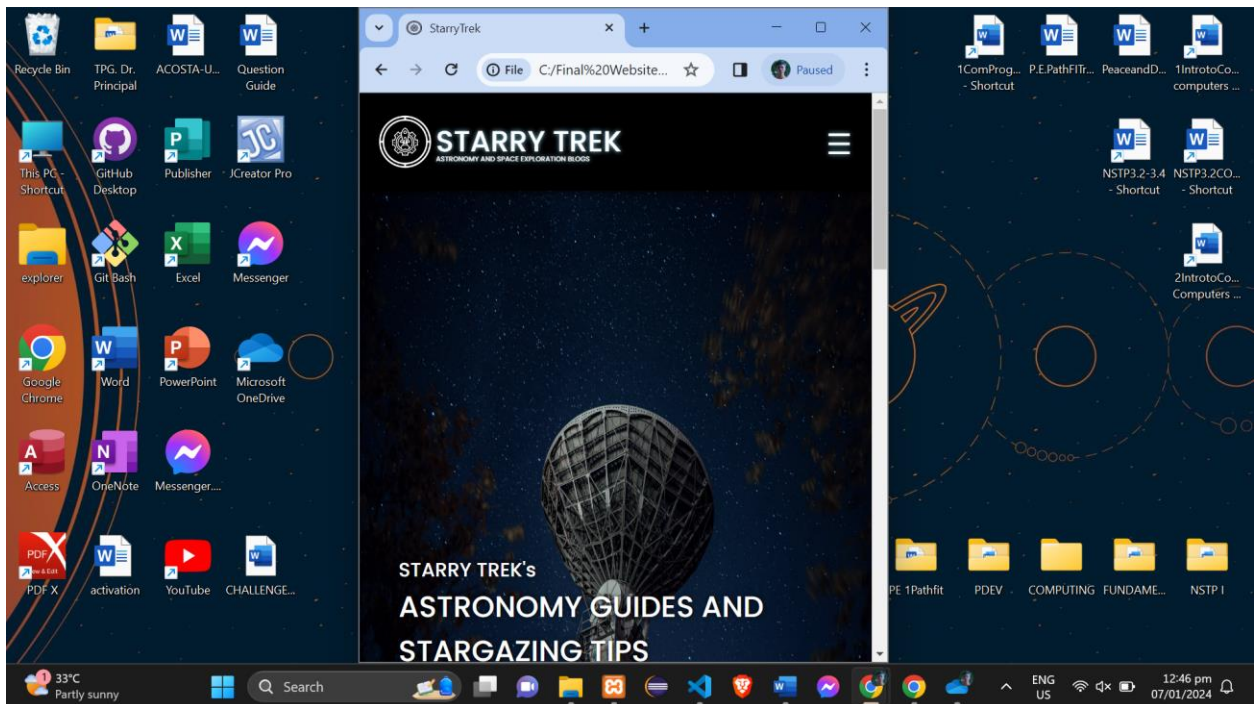 StarryTrek
File
C:/Final%20Website...
Paused
STARRY TREK
ASTRONOMY AND SPACE EXPLORATION BLOGS
STARRY TREK's
ASTRONOMY GUIDES AND
STARGAZING TIPS
Recycle Bin
TPG. Dr.
Principal
ACOSTA-U...
Question
Guide
This PC -
Shortcut
GitHub
Desktop
Publisher
JCreator Pro
explorer
Git Bash
Excel
Messenger
Google
Chrome
Word
PowerPoint
Microsoft
OneDrive
Access
OneNote
Messenger....
PDF X
activation
YouTube
CHALLENGE...
1ComProg...
- Shortcut
P.E.PathFITr...
PeaceandD...
1IntrotoCo...
computers ...
NSTP3.2-3.4
- Shortcut
NSTP3.2CO...
- Shortcut
2IntrotoCo...
Computers ...
PE 1Pathfit
PDEV
COMPUTING
FUNDAME...
NSTP I
1
33°C
Partly sunny
Search
ENG
US
12:46 pm
07/01/2024